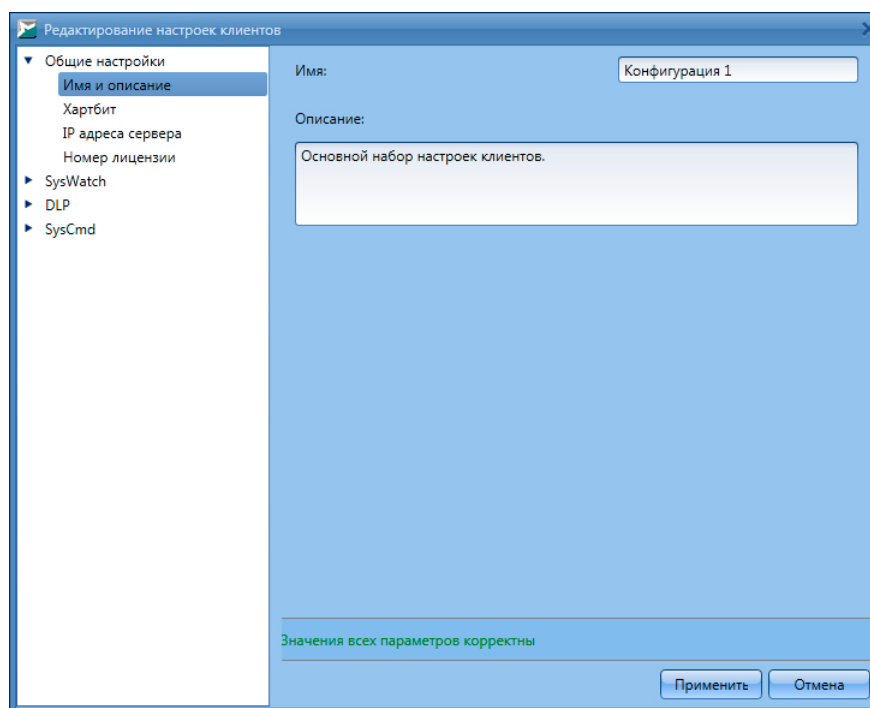 Редактирование настроек клиентов
Общие настройки
Имя и описание
Хартбит
IP адреса сервера
Номер лицензии
SysWatch
DLP
SysCmd
Имя:
Конфигурация 1
Описание:
Основной набор настроек клиентов.
Значения всех параметров корректны
Применить
Отмена